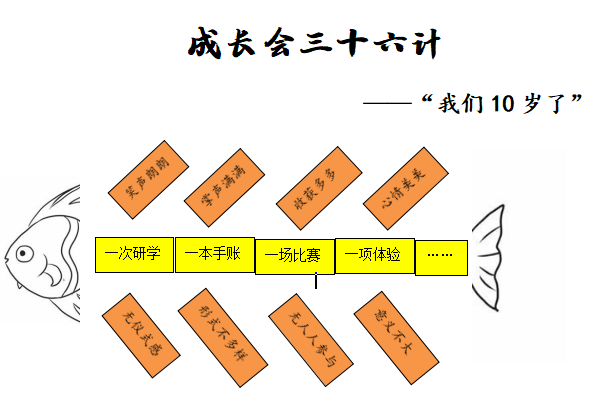 成长会三十六计
——“我们10岁了”
笑声朗朗
掌声满满
收获多多
心情美美
一次研学
一本手账
一场比赛
一项体验
……
无仪式感
形式不多样
无人人参与
意义不大